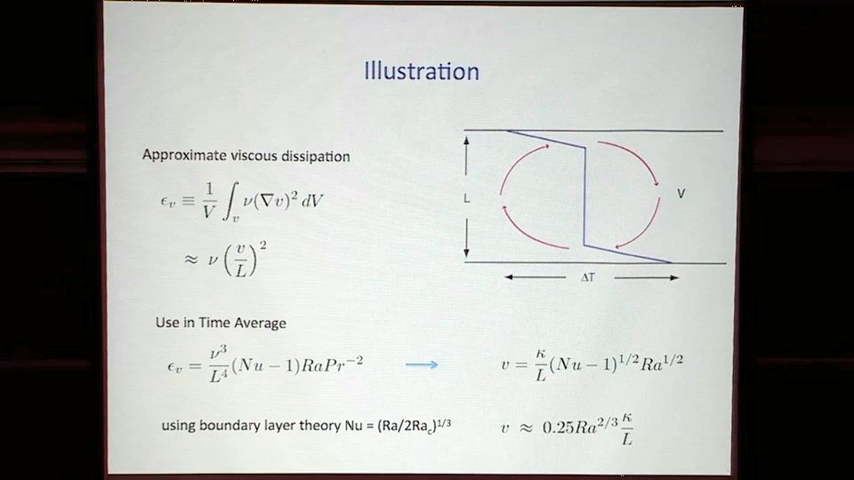 Illustration
Approximate viscous dissipation
ϵ_v ≡ 1/V ∫_v ν(∇v)² dV
≈ ν (v/L)²
L
V
ΔT
Use in Time Average
ϵ_v = ν³/L⁴ (Nu − 1)RaPr⁻²
v = κ/L (Nu − 1)^1/2 Ra^1/2
using boundary layer theory Nu = (Ra/2Ra_c)^1/3
v ≈ 0.25Ra^2/3 κ/L